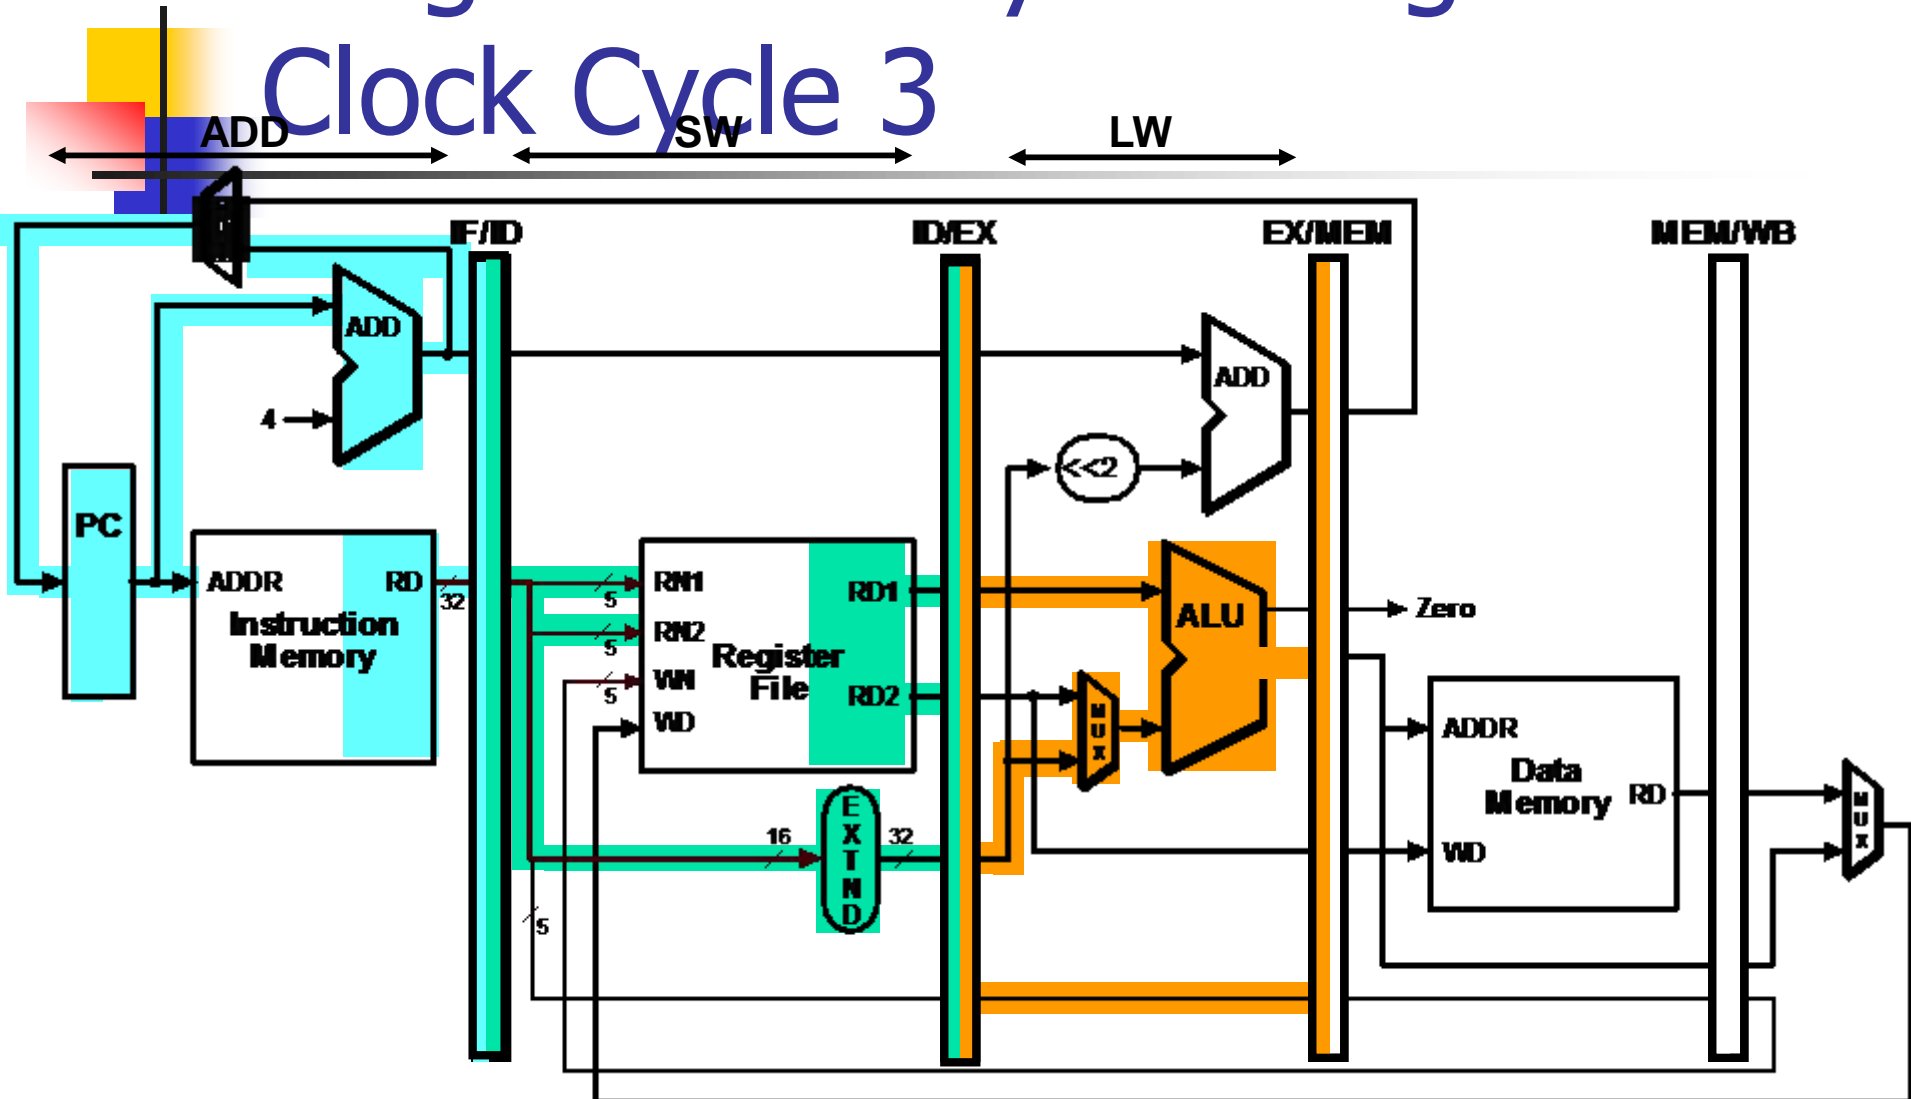 Clock Cycle 3
ADD
SW
LW
IF/ID
ID/EX
EX/MEM
MEM/WB
ADD
4
ADD
<<2
PC
ADDR
RD
32
Instruction
Memory
5
RN1
5
RN2
5
WN
WD
Register
File
RD1
RD2
16
EXTND
32
5
MUX
ALU
Zero
ADDR
Data
Memory
RD
WD
MUX